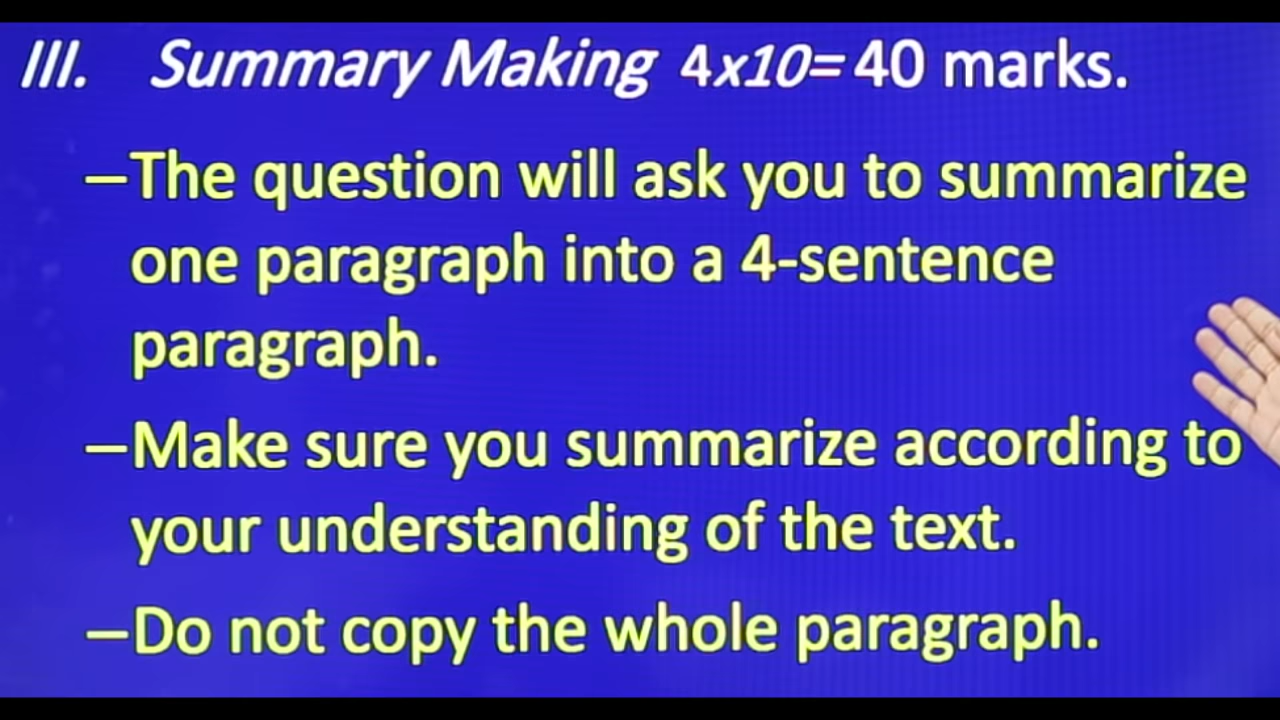 III. Summary Making 4x10= 40 marks.
–The question will ask you to summarize
one paragraph into a 4-sentence
paragraph.
–Make sure you summarize according to
your understanding of the text.
–Do not copy the whole paragraph.